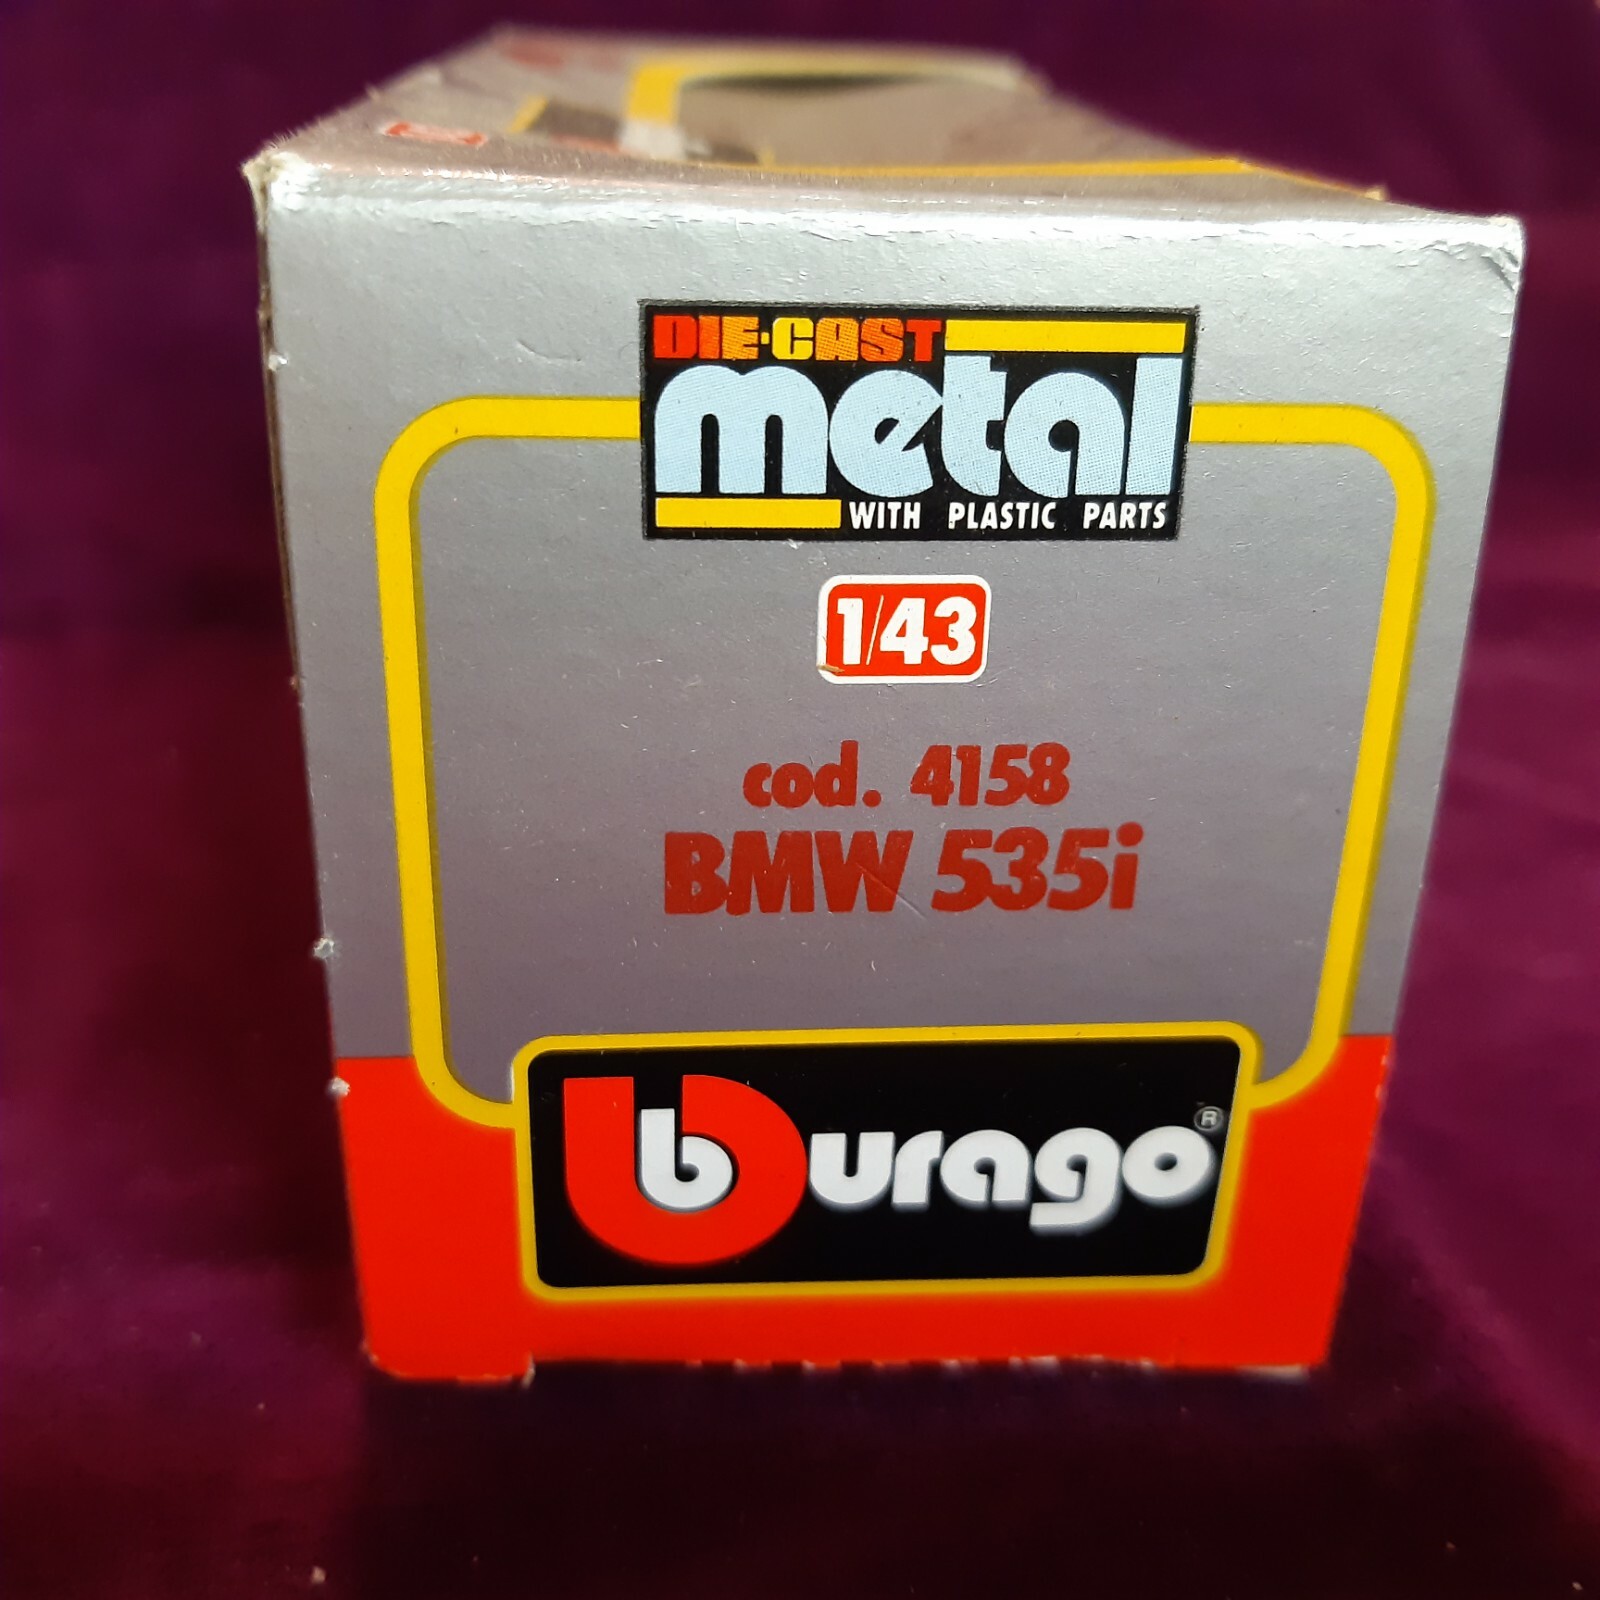 DIE·CAST
metal
WITH PLASTIC PARTS
1/43
cod. 4158
BMW 535i
burago®